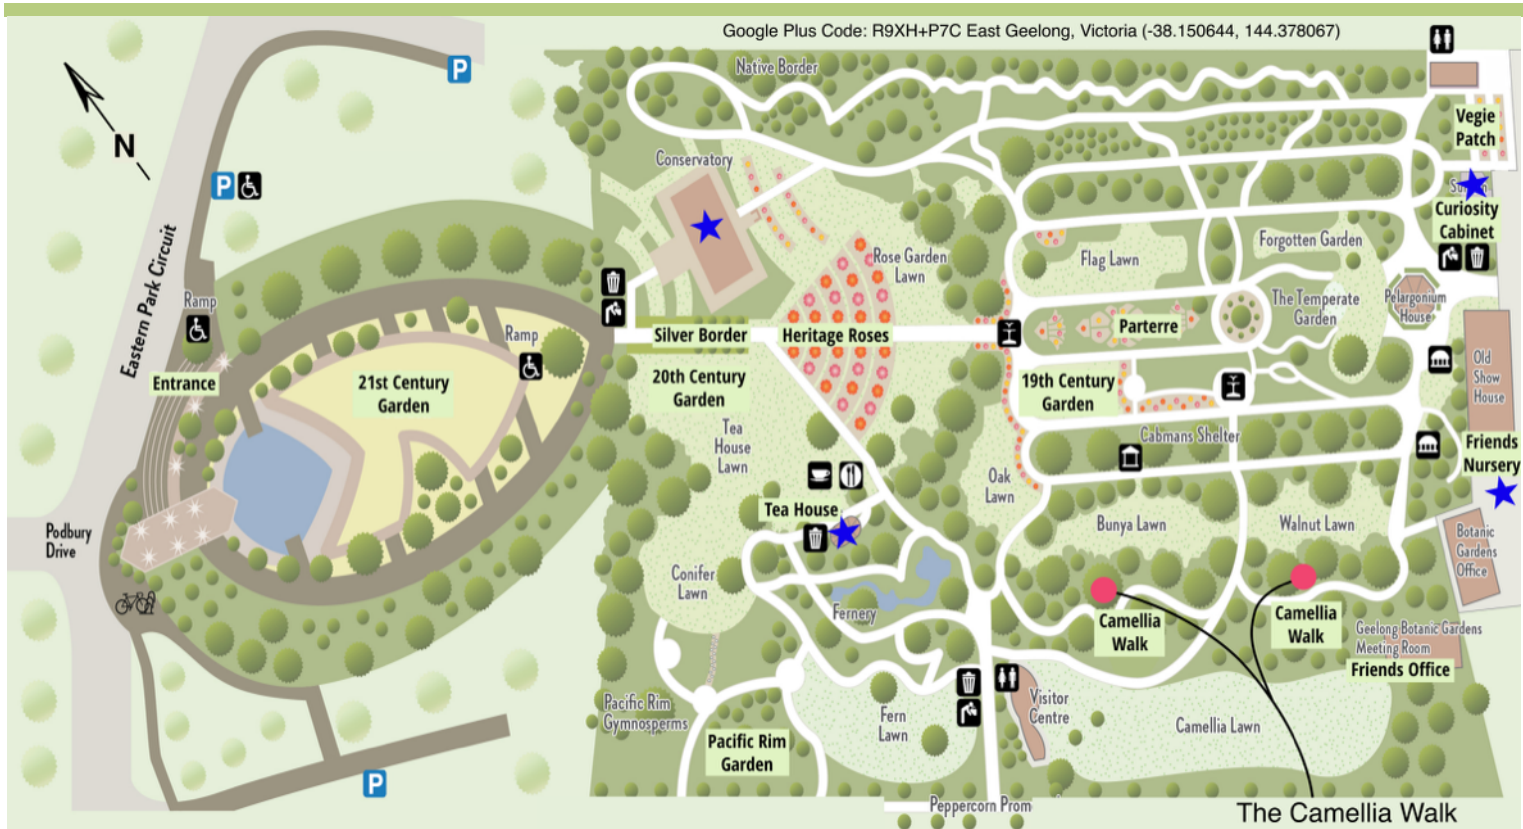 Google Plus Code: R9XH+P7C East Geelong, Victoria (-38.150644, 144.378067)
Native Border
P
N
Vegie
Patch
Conservatory
P
Curiosity
Cabinet
Eastern Park Circuit
Rose Garden
Lawn
Flag Lawn
Forgotten Garden
Ramp
The Temperate
Garden
Pelargonium
House
Ramp
Silver Border
Heritage Roses
Parterre
Entrance
21st Century
Garden
20th Century
Garden
19th Century
Garden
Old
Show
House
Tea
House
Lawn
Cabmans Shelter
Friends
Nursery
Oak
Lawn
Tea House
Bunya Lawn
Walnut Lawn
Podbury
Drive
Botanic
Gardens
Office
Conifer
Lawn
Fernery
Camellia
Walk
Camellia
Walk
Geelong Botanic Gardens
Meeting Room
Friends Office
Pacific Rim
Gymnosperms
Visitor
Centre
Fern
Lawn
Camellia Lawn
Pacific Rim
Garden
P
Peppercorn Prom
The Camellia Walk